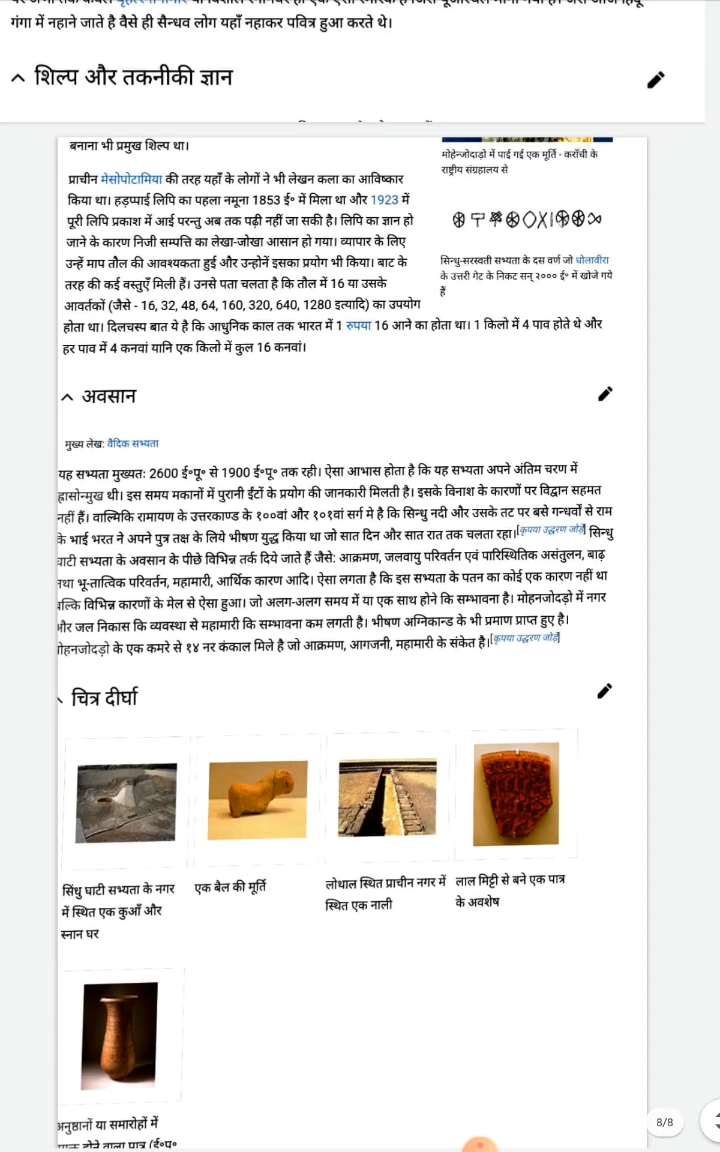 गंगा में नहाने जाते है वैसे ही सैन्धव लोग यहाँ नहाकर पवित्र हुआ करते थे।
शिल्प और तकनीकी ज्ञान
बनाना भी प्रमुख शिल्प था।
मोहेन्जोदाड़ो में पाई गई एक मूर्ति - कराँची के
राष्ट्रीय संग्रहालय से
प्राचीन मेसोपोटामिया की तरह यहाँ के लोगों ने भी लेखन कला का आविष्कार
किया था। हड़प्पाई लिपि का पहला नमूना 1853 ई॰ में मिला था और 1923 में
पूरी लिपि प्रकाश में आई परन्तु अब तक पढ़ी नहीं जा सकी है। लिपि का ज्ञान हो
जाने के कारण निजी सम्पत्ति का लेखा-जोखा आसान हो गया। व्यापार के लिए
उन्हें माप तौल की आवश्यकता हुई और उन्होनें इसका प्रयोग भी किया। बाट के
तरह की कई वस्तुएँ मिली हैं। उनसे पता चलता है कि तौल में 16 या उसके
आवर्तकों (जैसे - 16, 32, 48, 64, 160, 320, 640, 1280 इत्यादि) का उपयोग
होता था। दिलचस्प बात ये है कि आधुनिक काल तक भारत में 1 रुपया 16 आने का होता था। 1 किलो में 4 पाव होते थे और
हर पाव में 4 कनवां यानि एक किलो में कुल 16 कनवां।
सिन्धु-सरस्वती सभ्यता के दस वर्ण जो धोलावीरा
के उत्तरी गेट के निकट सन् २००० ई॰ में खोजे गये
हैं
अवसान
मुख्य लेख: वैदिक सभ्यता
यह सभ्यता मुख्यतः 2600 ई॰पू॰ से 1900 ई॰पू॰ तक रही। ऐसा आभास होता है कि यह सभ्यता अपने अंतिम चरण में
ह्रासोन्मुख थी। इस समय मकानों में पुरानी ईंटों के प्रयोग की जानकारी मिलती है। इसके विनाश के कारणों पर विद्वान सहमत
नहीं हैं। वाल्मिकि रामायण के उत्तरकाण्ड के १००वां और १०१वां सर्ग मे है कि सिन्धु नदी और उसके तट पर बसे गन्धर्वों से राम
के भाई भरत ने अपने पुत्र तक्ष के लिये भीषण युद्ध किया था जो सात दिन और सात रात तक चलता रहा।[कृपया उद्धरण जोड़ें] सिन्धु
घाटी सभ्यता के अवसान के पीछे विभिन्न तर्क दिये जाते हैं जैसे: आक्रमण, जलवायु परिवर्तन एवं पारिस्थितिक असंतुलन, बाढ़
तथा भू-तात्विक परिवर्तन, महामारी, आर्थिक कारण आदि। ऐसा लगता है कि इस सभ्यता के पतन का कोई एक कारण नहीं था
बल्कि विभिन्न कारणों के मेल से ऐसा हुआ। जो अलग-अलग समय में या एक साथ होने कि सम्भावना है। मोहनजोदड़ो में नगर
और जल निकास कि व्यवस्था से महामारी कि सम्भावना कम लगती है। भीषण अग्निकान्ड के भी प्रमाण प्राप्त हुए है।
मोहनजोदड़ो के एक कमरे से १४ नर कंकाल मिले है जो आक्रमण, आगजनी, महामारी के संकेत है।[कृपया उद्धरण जोड़ें]
चित्र दीर्घा
सिंधु घाटी सभ्यता के नगर
में स्थित एक कुआँ और
स्नान घर
एक बैल की मूर्ति
लोथाल स्थित प्राचीन नगर में
स्थित एक नाली
लाल मिट्टी से बने एक पात्र
के अवशेष
अनुष्ठानों या समारोहों में
8/8